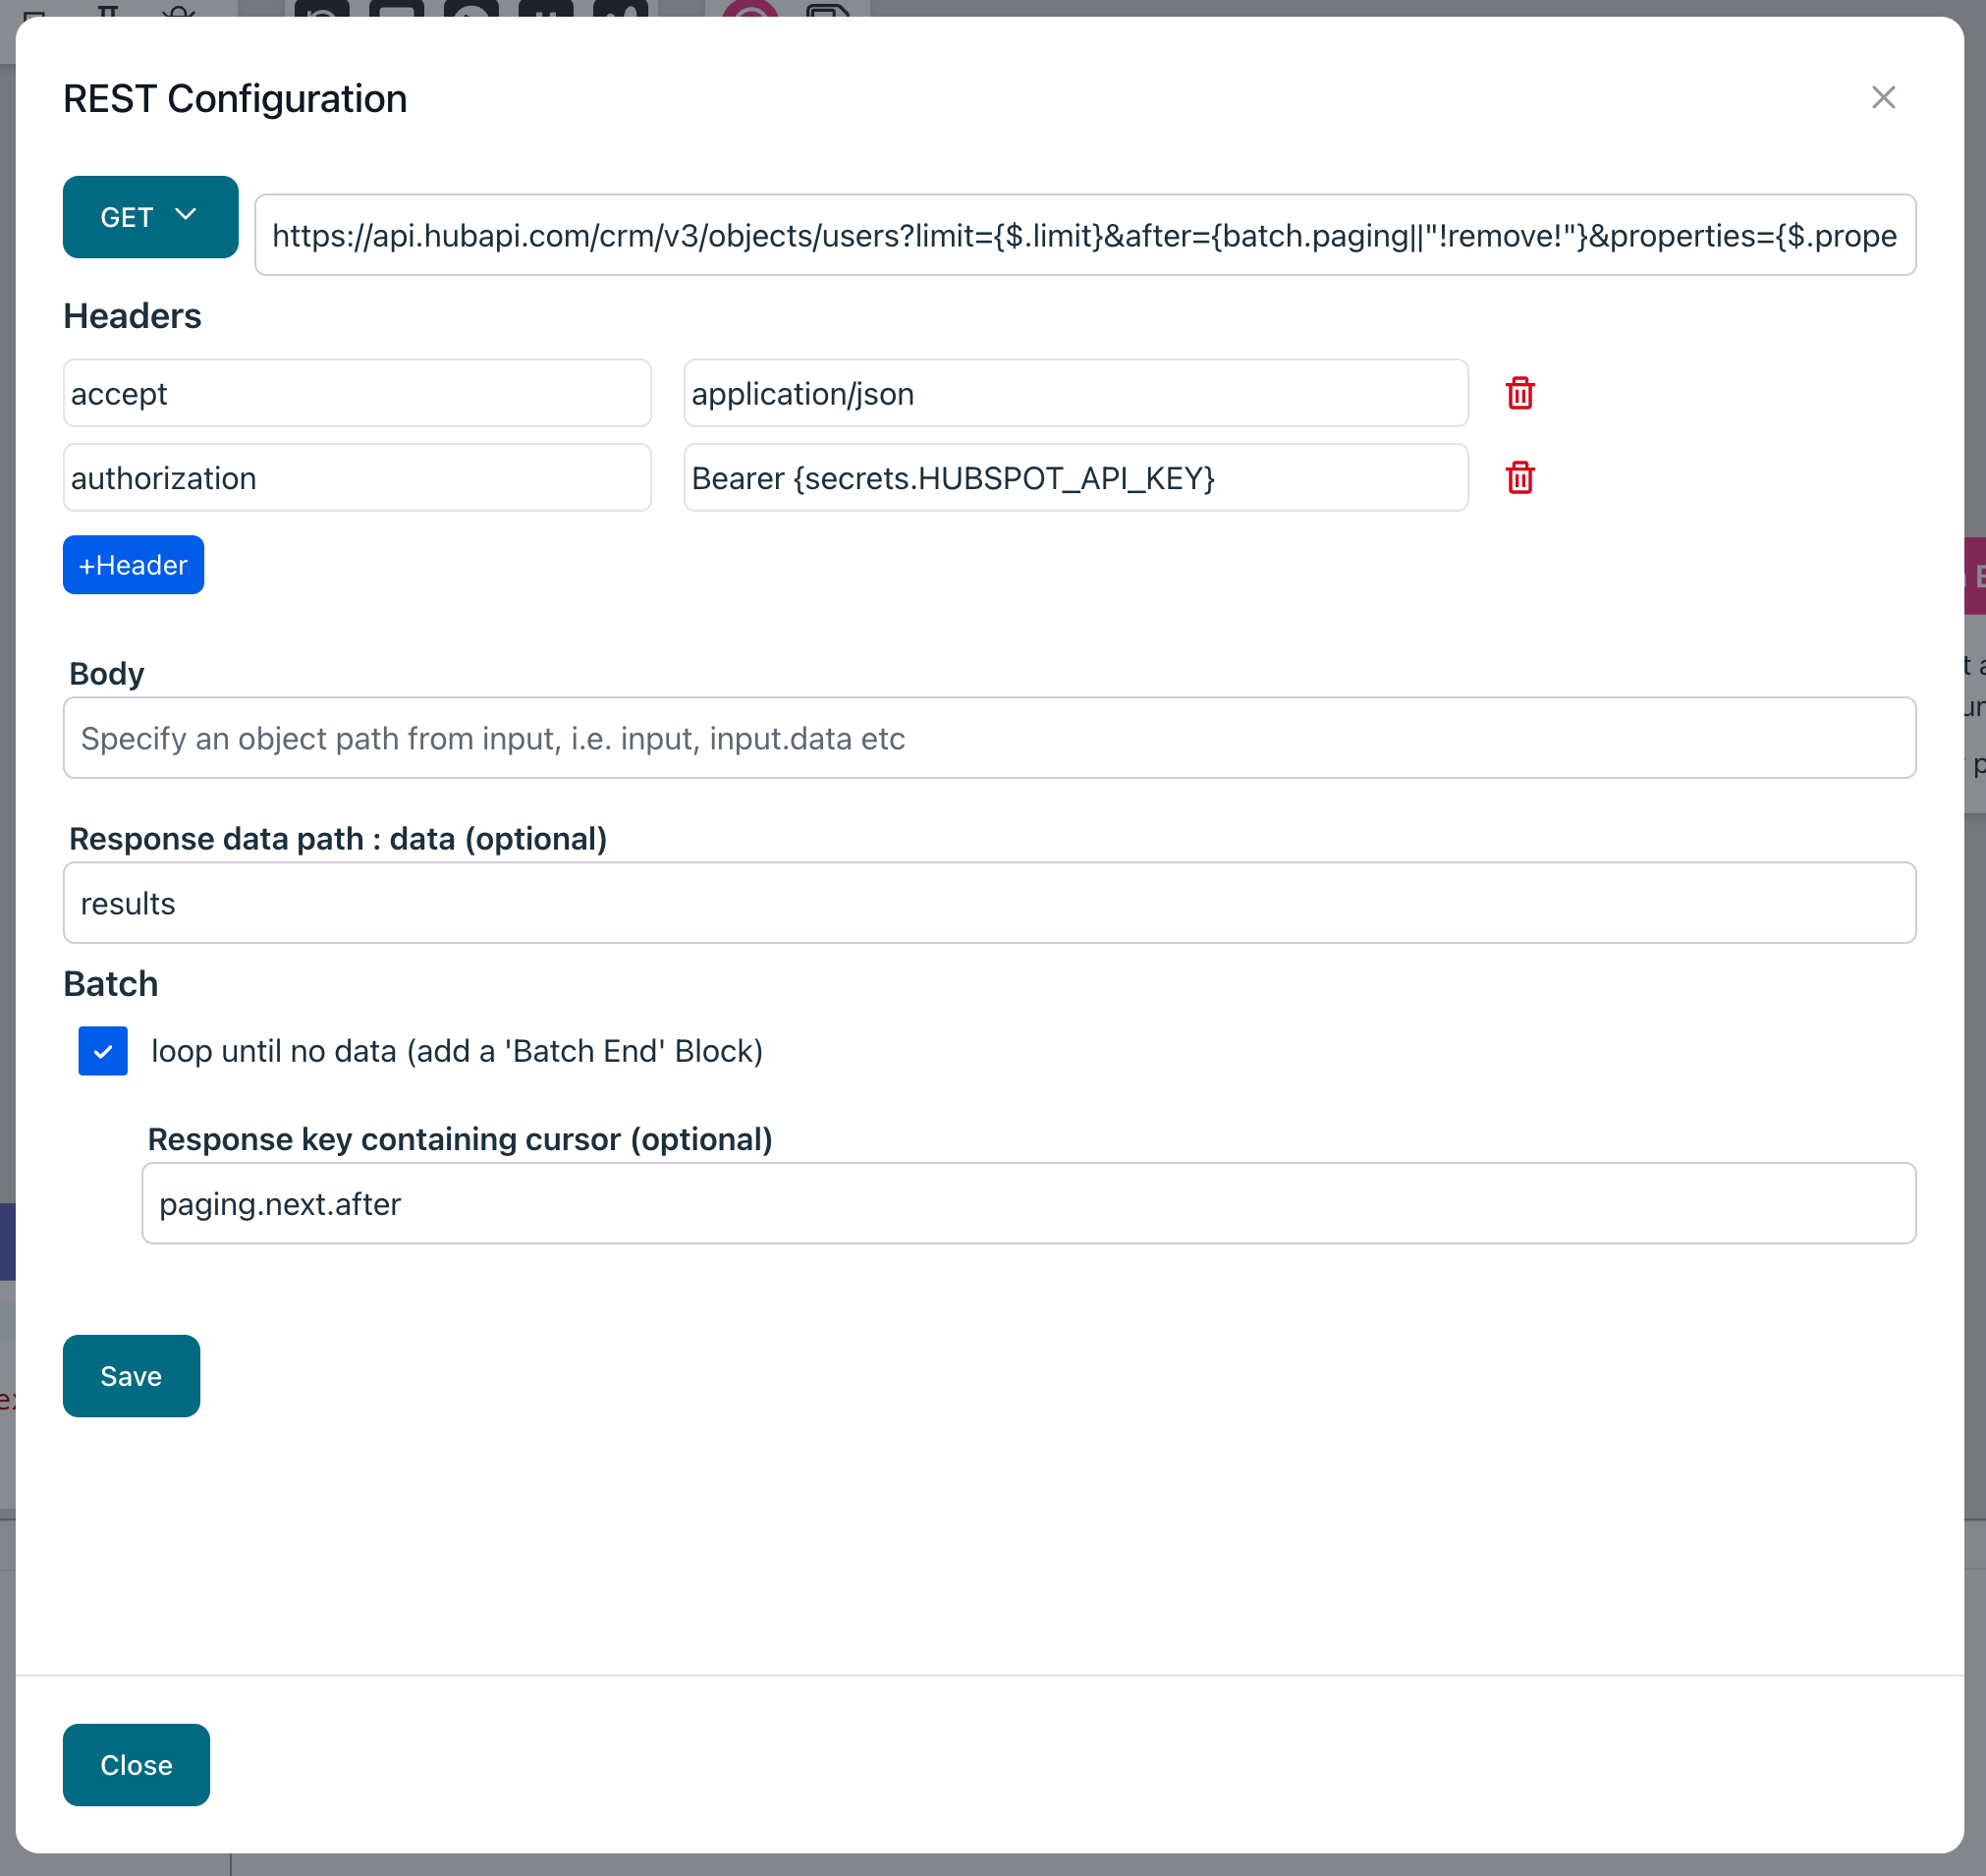 REST Configuration
GET
https://api.hubapi.com/crm/v3/objects/users?limit={$.limit}&after={batch.paging||"!remove!"}&properties={$.prope
Headers
accept
application/json
authorization
Bearer {secrets.HUBSPOT_API_KEY}
+Header
Body
Specify an object path from input, i.e. input, input.data etc
Response data path : data (optional)
results
Batch
loop until no data (add a 'Batch End' Block)
Response key containing cursor (optional)
paging.next.after
Save
Close